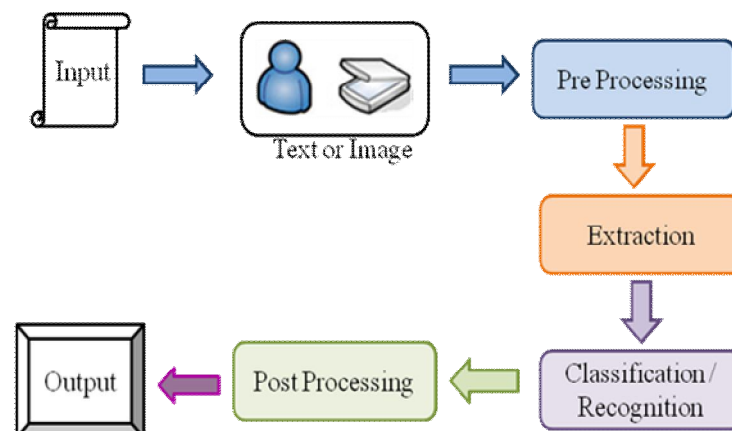 Input
Text or Image
Pre Processing
Extraction
Classification /
Recognition
Post Processing
Output